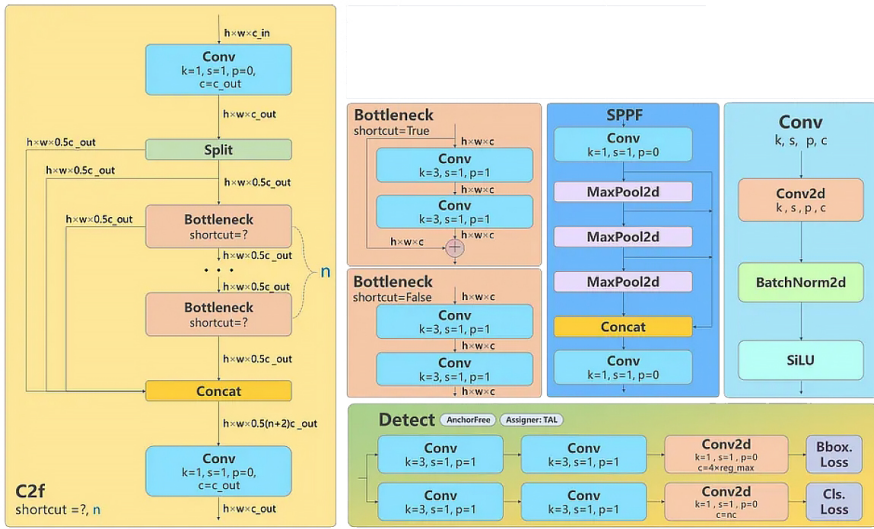 h×w×c_in
Conv
k=1, s=1, p=0,
c=c_out
h×w×c_out
h×w×0.5c_out
Split
h×w×0.5c_out
h×w×0.5c_out
h×w×0.5c_out
Bottleneck
shortcut=?
h×w×0.5c_out
. . .
n
h×w×0.5c_out
Bottleneck
shortcut=?
h×w×0.5c_out
Concat
h×w×0.5(n+2)c_out
Conv
k=1, s=1, p=0,
c=c_out
C2f
shortcut =?, n
h×w×c_out
Bottleneck
shortcut=True
h×w×c
Conv
k=3, s=1, p=1
h×w×c
Conv
k=3, s=1, p=1
h×w×c
h×w×c
+
Bottleneck
shortcut=False
h×w×c
Conv
k=3, s=1, p=1
h×w×c
Conv
k=3, s=1, p=1
h×w×c
SPPF
Conv
k=1, s=1, p=0
MaxPool2d
MaxPool2d
MaxPool2d
Concat
Conv
k=1, s=1, p=0
Conv
k, s, p, c
Conv2d
k, s, p, c
BatchNorm2d
SiLU
Detect
AnchorFree
Assigner: TAL
Conv
k=3, s=1, p=1
Conv
k=3, s=1, p=1
Conv2d
k=1, s=1, p=0
c=4×reg_max
Bbox.
Loss
Conv
k=3, s=1, p=1
Conv
k=3, s=1, p=1
Conv2d
k=1, s=1, p=0
c=nc
Cls.
Loss